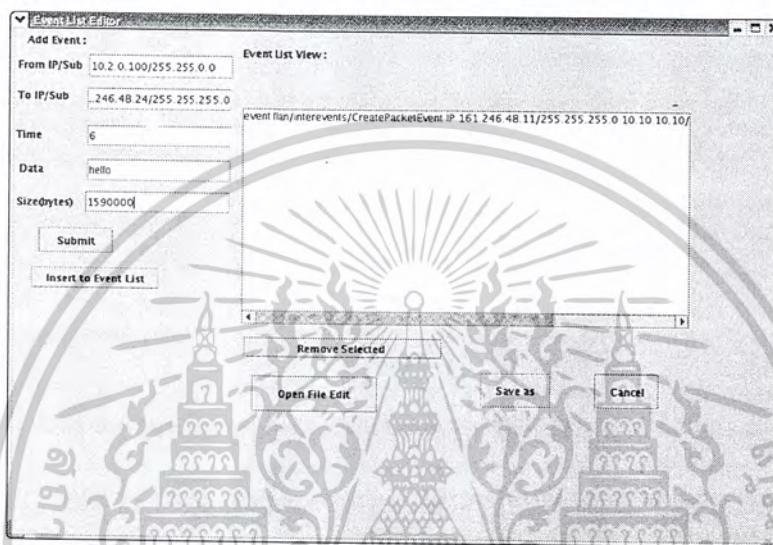 Event List Editor
Add Event :
From IP/Sub 10.2.0.100/255.255.0.0
To IP/Sub ..246.48.24/255.255.255.0
Time 6
Data hello
Size(bytes) 1590000
Submit
Insert to Event List
Event List View :
event flan/interevents/CreatePacketEvent IP 161.246.48.11/255.255.255.0 10.10.10.10/
Remove Selected
Open File Edit
Save as
Cancel